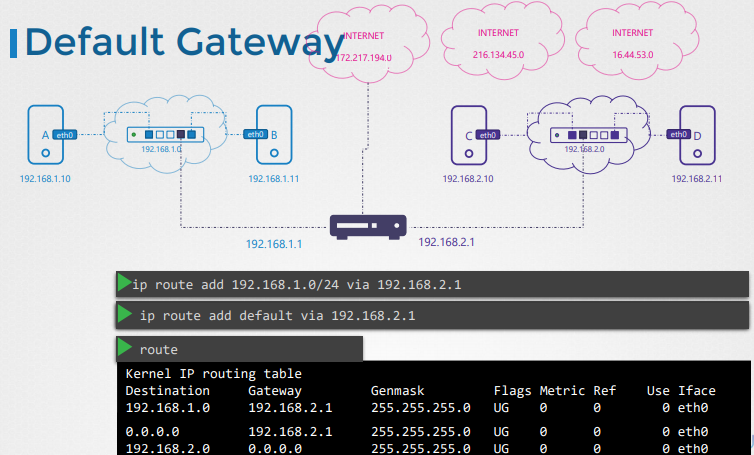 Default Gateway
INTERNET
172.217.194.0
INTERNET
216.134.45.0
INTERNET
16.44.53.0
A
eth0
192.168.1.0
eth0
B
192.168.1.10
192.168.1.11
C
eth0
192.168.2.0
eth0
D
192.168.2.10
192.168.2.11
192.168.1.1
192.168.2.1
ip route add 192.168.1.0/24 via 192.168.2.1
ip route add default via 192.168.2.1
route
Kernel IP routing table
Destination Gateway Genmask Flags Metric Ref Use Iface
192.168.1.0 192.168.2.1 255.255.255.0 UG 0 0 0 eth0
0.0.0.0 192.168.2.1 255.255.255.0 UG 0 0 0 eth0
192.168.2.0 0.0.0.0 255.255.255.0 U 0 0 0 eth0